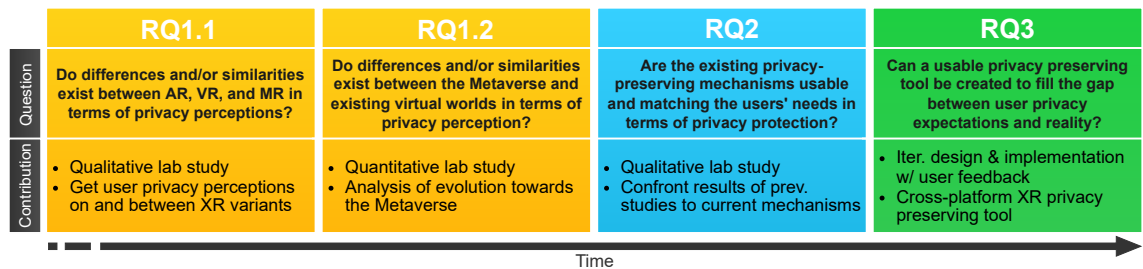 RQ1.1
RQ1.2
RQ2
RQ3
Question
Do differences and/or similarities
exist between AR, VR, and MR in
terms of privacy perceptions?
Do differences and/or similarities
exist between the Metaverse and
existing virtual worlds in terms of
privacy perception?
Are the existing privacy-
preserving mechanisms usable
and matching the users' needs in
terms of privacy protection?
Can a usable privacy preserving
tool be created to fill the gap
between user privacy
expectations and reality?
Contribution
• Qualitative lab study
• Get user privacy perceptions
on and between XR variants
• Quantitative lab study
• Analysis of evolution towards
the Metaverse
• Qualitative lab study
• Confront results of prev.
studies to current mechanisms
• Iter. design & implementation
w/ user feedback
• Cross-platform XR privacy
preserving tool
Time